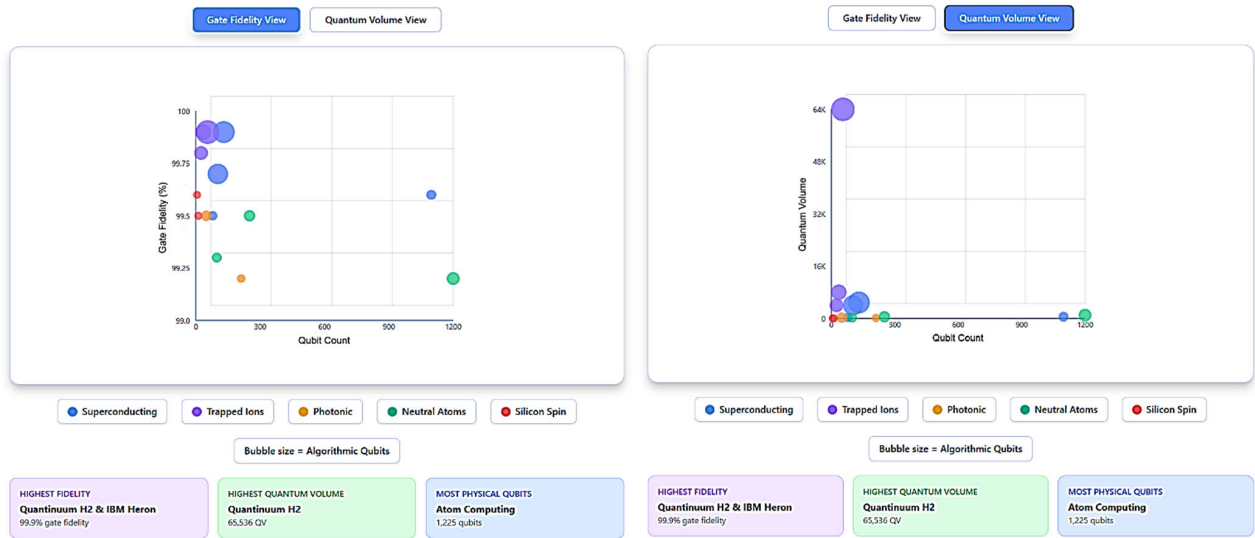 Gate Fidelity View
Quantum Volume View
100
99.75
99.5
99.25
99.0
Gate Fidelity (%)
0
300
600
900
1200
Qubit Count
Superconducting
Trapped Ions
Photonic
Neutral Atoms
Silicon Spin
Bubble size = Algorithmic Qubits
HIGHEST FIDELITY
Quantinuum H2 & IBM Heron
99.9% gate fidelity
HIGHEST QUANTUM VOLUME
Quantinuum H2
65,536 QV
MOST PHYSICAL QUBITS
Atom Computing
1,225 qubits
Gate Fidelity View
Quantum Volume View
64K
48K
32K
16K
0
Quantum Volume
0
300
600
900
1200
Qubit Count
Superconducting
Trapped Ions
Photonic
Neutral Atoms
Silicon Spin
Bubble size = Algorithmic Qubits
HIGHEST FIDELITY
Quantinuum H2 & IBM Heron
99.9% gate fidelity
HIGHEST QUANTUM VOLUME
Quantinuum H2
65,536 QV
MOST PHYSICAL QUBITS
Atom Computing
1,225 qubits